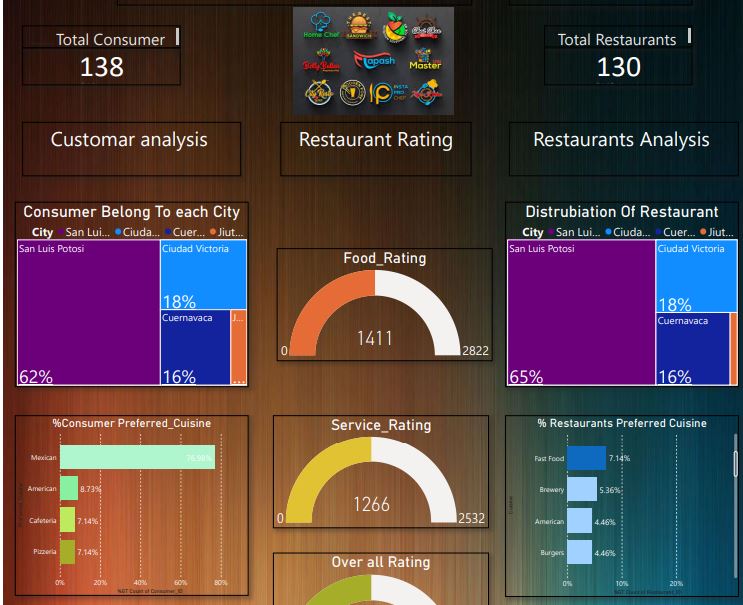 Total Consumer
138
Home Chef
SANDWICH
Flapash
Master
INSTA
PRO
CHEF
Total Restaurants
130
Customar analysis
Restaurant Rating
Restaurants Analysis
Consumer Belong To each City
City San Lui... Ciuda... Cuer... Jiut...
San Luis Potosi
62%
Ciudad Victoria
18%
Cuernavaca
16%
J...
...
Food_Rating
1411
0
2822
Distrubiation Of Restaurant
City San Lui... Ciuda... Cuer... Jiut...
San Luis Potosi
65%
Ciudad Victoria
18%
Cuernavaca
16%
%Consumer Preferred_Cuisine
Preferred_Cuisine
Mexican 76.98%
American 8.73%
Cafeteria 7.14%
Pizzeria 7.14%
0% 20% 40% 60% 80%
%GT Count of Consumer_ID
Service_Rating
1266
0
2532
Over all Rating
% Restaurants Preferred Cuisine
Cuisine
Fast Food 7.14%
Brewery 5.36%
American 4.46%
Burgers 4.46%
0% 10% 20%
%GT Count of Restaurant_ID